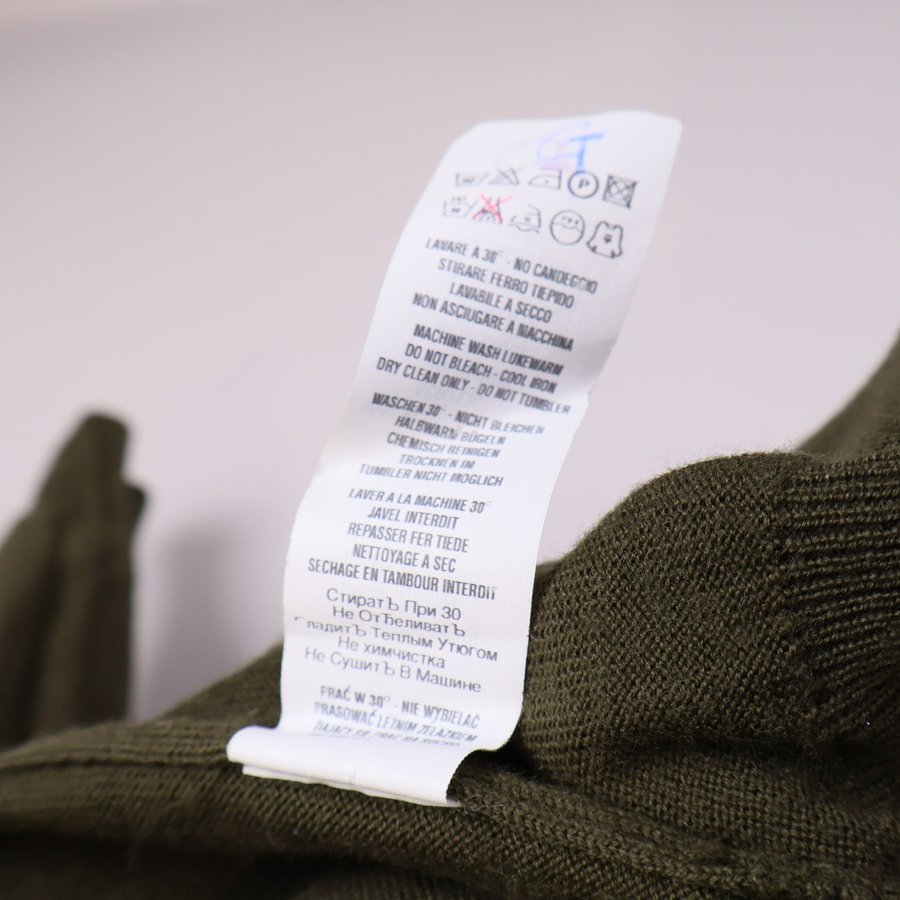 P
LAVARE A 30° - NO CANDEGGIO
STIRARE FERRO TIEPIDO
LAVABILE A SECCO
NON ASCIUGARE A MACCHINA
MACHINE WASH LUKEWARM
DO NOT BLEACH - COOL IRON
DRY CLEAN ONLY - DO NOT TUMBLER
WASCHEN 30° - NICHT BLEICHEN
HALBWARM BÜGELN
CHEMISCH REINIGEN
TROCKNEN IM
TUMBLER NICHT MOGLICH
LAVER A LA MACHINE 30°
JAVEL INTERDIT
REPASSER FER TIEDE
NETTOYAGE A SEC
SECHAGE EN TAMBOUR INTERDIT
СтиратЪ При 30
Не ОтЂеливатЪ
ГладитЪ Теплым Утюгом
Не химчистка
Не СушитЪ В Машине
PRAĆ W 30° - NIE WYBIELAĆ
PRASOWAĆ LETNIM ŻELAZKIEM